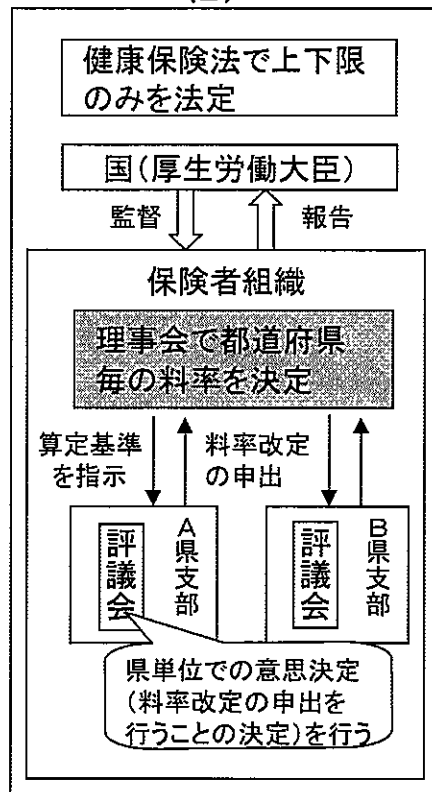 健康保険法で上下限
のみを法定
国(厚生労働大臣)
監督
報告
保険者組織
理事会で都道府県
毎の料率を決定
算定基準
を指示
料率改定
の申出
評議会
A県支部
評議会
B県支部
県単位での意思決定
(料率改定の申出を
行うことの決定)を行う